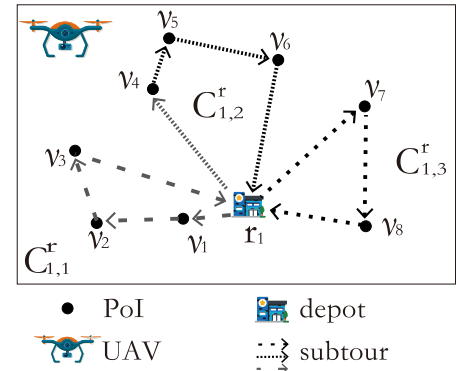 v₅
v₆
v₄
C^r_{1,2}
v₇
v₃
C^r_{1,3}
v₂
v₁
r₁
v₈
C^r_{1,1}
PoI
depot
UAV
subtour